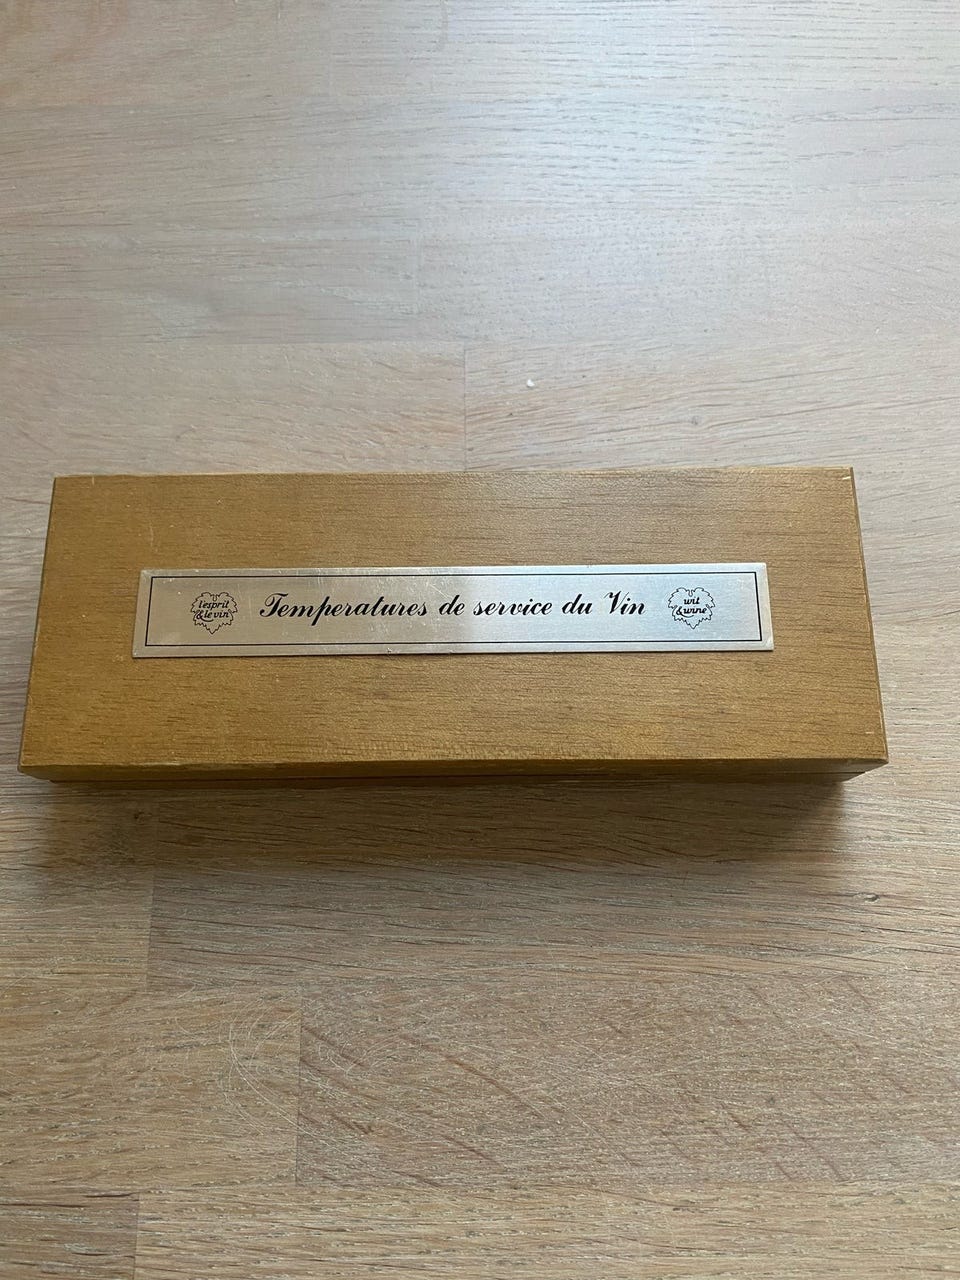 l'esprit
& le vin
Temperatures de service du Vin
wit
& wine